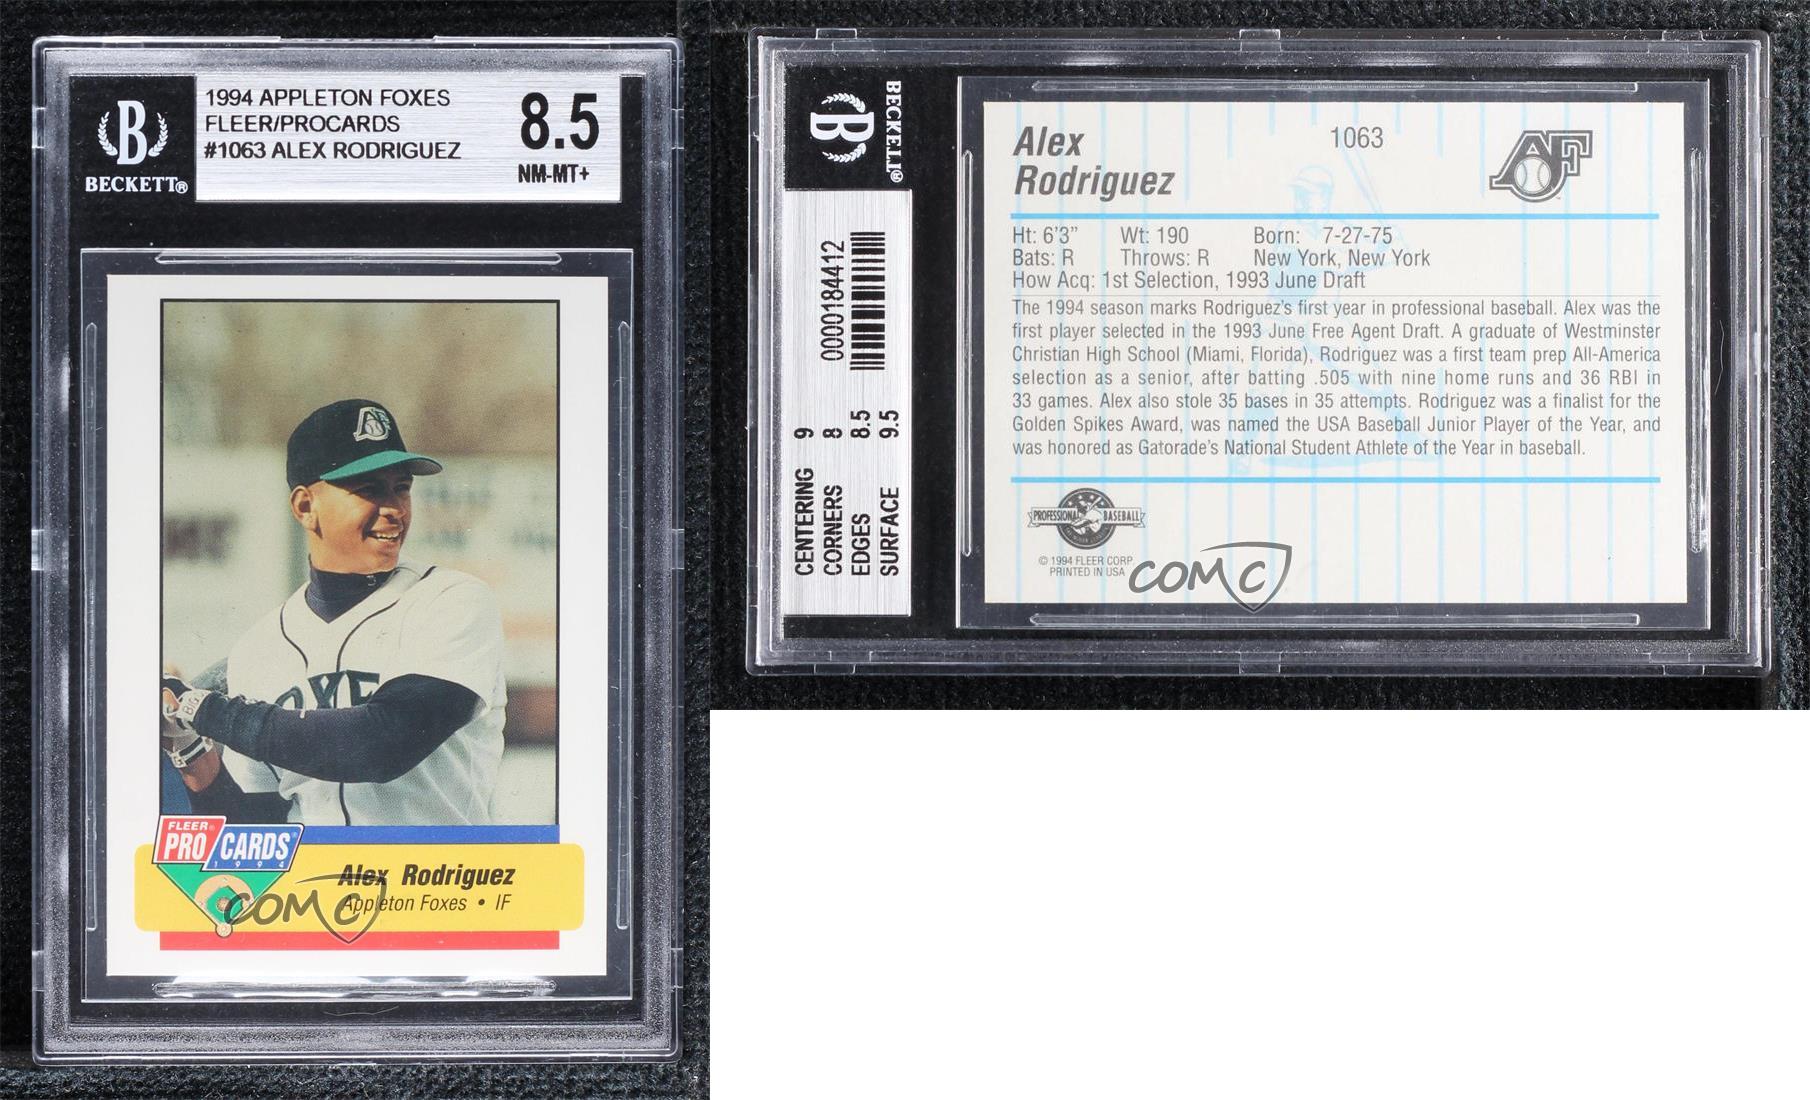 1994 APPLETON FOXES
FLEER/PROCARDS
#1063 ALEX RODRIGUEZ
8.5
NM-MT+
B
BECKETT®
AF
BIG
OXE
FLEER®
PRO CARDS®
1994
Alex Rodriguez
Appleton Foxes • IF
COMC
BECKETT®
B
0000184412
CENTERING 9
CORNERS 8
EDGES 8.5
SURFACE 9.5
Alex
Rodriguez
1063
AF
Ht: 6'3" Wt: 190 Born: 7-27-75
Bats: R Throws: R New York, New York
How Acq: 1st Selection, 1993 June Draft
The 1994 season marks Rodriguez's first year in professional baseball. Alex was the
first player selected in the 1993 June Free Agent Draft. A graduate of Westminster
Christian High School (Miami, Florida), Rodriguez was a first team prep All-America
selection as a senior, after batting .505 with nine home runs and 36 RBI in
33 games. Alex also stole 35 bases in 35 attempts. Rodriguez was a finalist for the
Golden Spikes Award, was named the USA Baseball Junior Player of the Year, and
was honored as Gatorade's National Student Athlete of the Year in baseball.
PROFESSIONAL BASEBALL
© 1994 FLEER CORP.
PRINTED IN USA
COMC